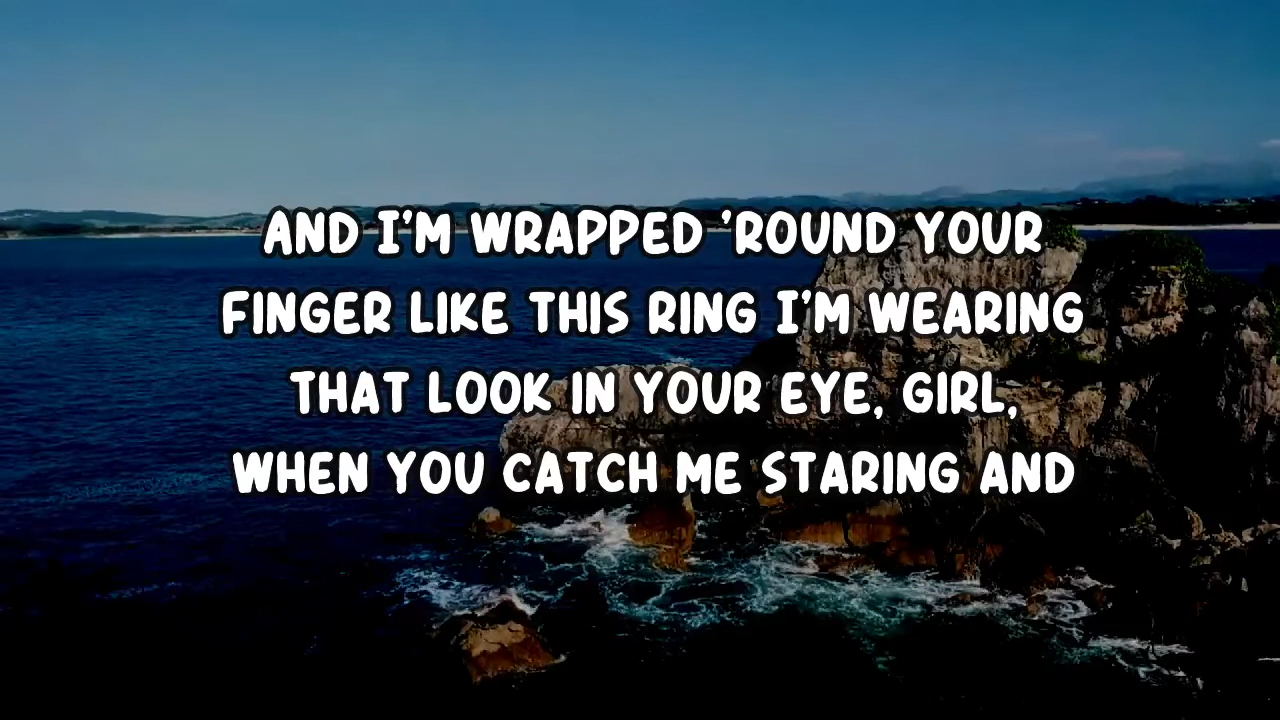 AND I'M WRAPPED 'ROUND YOUR
FINGER LIKE THIS RING I'M WEARING
THAT LOOK IN YOUR EYE, GIRL,
WHEN YOU CATCH ME STARING AND